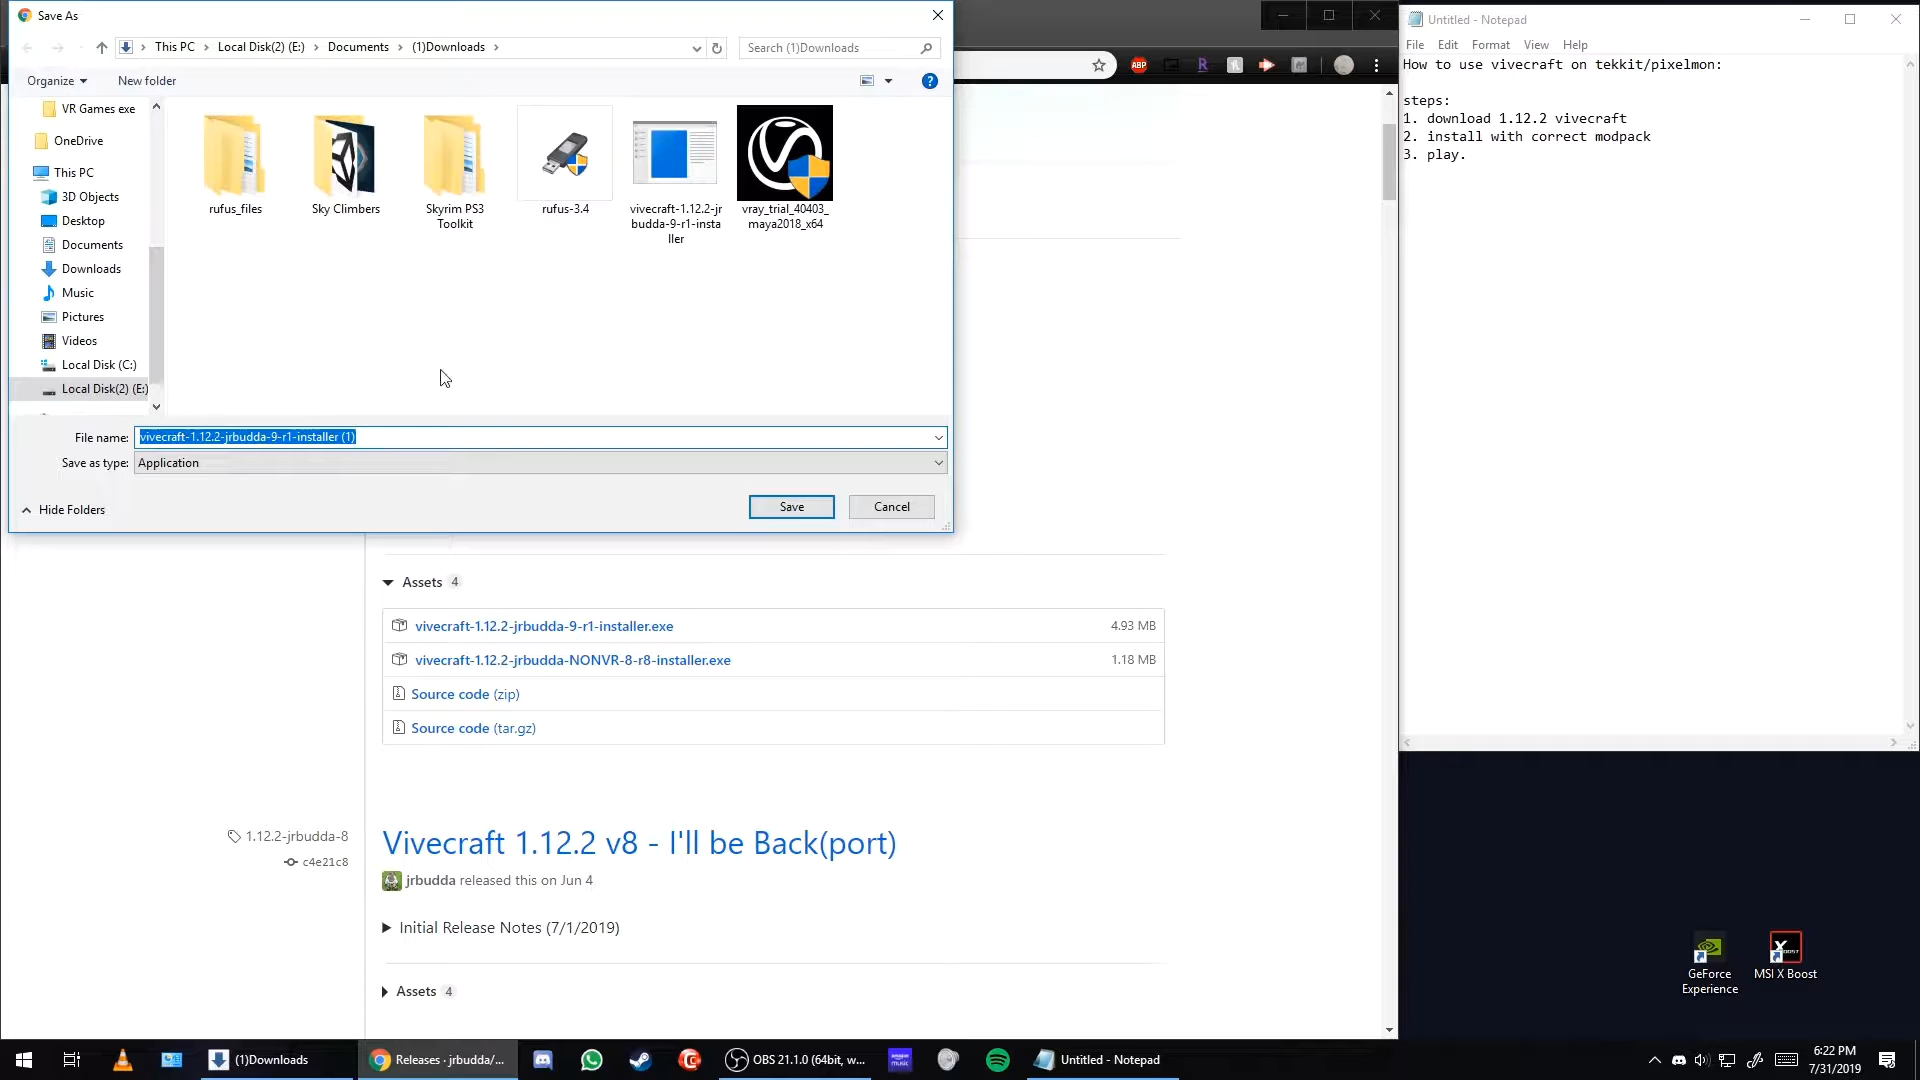 Save As
This PC
Local Disk(2) (E:)
Documents
(1)Downloads
Search (1)Downloads
Organize
New folder
VR Games exe
OneDrive
This PC
3D Objects
Desktop
Documents
Downloads
Music
Pictures
Videos
Local Disk (C:)
Local Disk(2) (E:)
rufus_files
Sky Climbers
Skyrim PS3
Toolkit
rufus-3.4
vivecraft-1.12.2-jr
budda-9-r1-insta
ller
vray_trial_40403_
maya2018_x64
File name:
vivecraft-1.12.2-jrbudda-9-r1-installer (1)
Save as type:
Application
Hide Folders
Save
Cancel
ABP
Assets 4
vivecraft-1.12.2-jrbudda-9-r1-installer.exe
4.93 MB
vivecraft-1.12.2-jrbudda-NONVR-8-r8-installer.exe
1.18 MB
Source code (zip)
Source code (tar.gz)
1.12.2-jrbudda-8
c4e21c8
Vivecraft 1.12.2 v8 - I'll be Back(port)
jrbudda released this on Jun 4
Initial Release Notes (7/1/2019)
Assets 4
Untitled - Notepad
File Edit Format View Help
How to use vivecraft on tekkit/pixelmon:
steps:
1. download 1.12.2 vivecraft
2. install with correct modpack
3. play.
GeForce
Experience
MSI X Boost
(1)Downloads
Releases · jrbudda/...
OBS 21.1.0 (64bit, w...
Untitled - Notepad
6:22 PM
7/31/2019